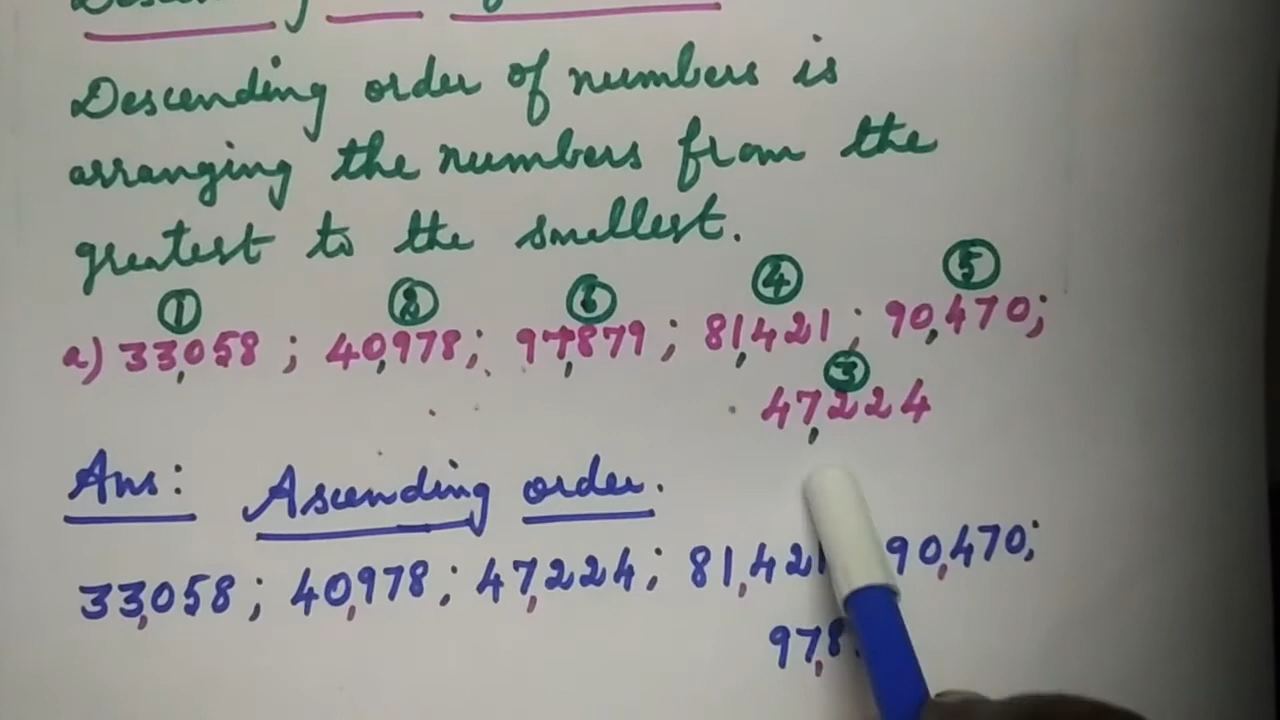 Descending order of numbers is
arranging the numbers from the
greatest to the smallest.
① ② ⑥ ④ ⑤
a) 33,058 ; 40,978; 97,879 ; 81,421 ; 90,470;
③
47,224
Ans: Ascending order.
33,058 ; 40,978 ; 47,224 ; 81,421 90,470;
97,8